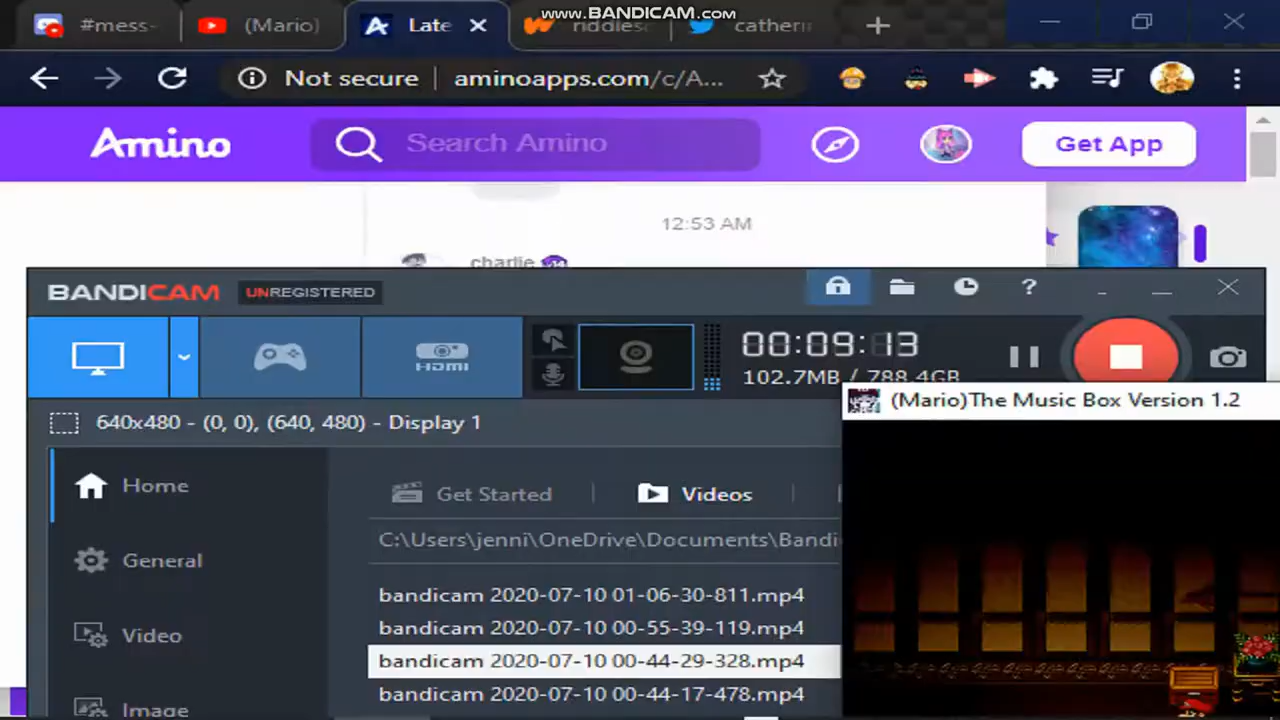 www.BANDICAM.com
#mess-
(Mario)
Late
riddles
catheri
Not secure
aminoapps.com/c/A...
Amino
Search Amino
Get App
12:53 AM
charlie
BANDICAM
UNREGISTERED
?
HDMI
00:09:13
102.7MB / 788.4GB
640x480 - (0, 0), (640, 480) - Display 1
(Mario)The Music Box Version 1.2
Home
Get Started
Videos
C:\Users\jenni\OneDrive\Documents\Bandi
General
bandicam 2020-07-10 01-06-30-811.mp4
bandicam 2020-07-10 00-55-39-119.mp4
Video
bandicam 2020-07-10 00-44-29-328.mp4
bandicam 2020-07-10 00-44-17-478.mp4
Image